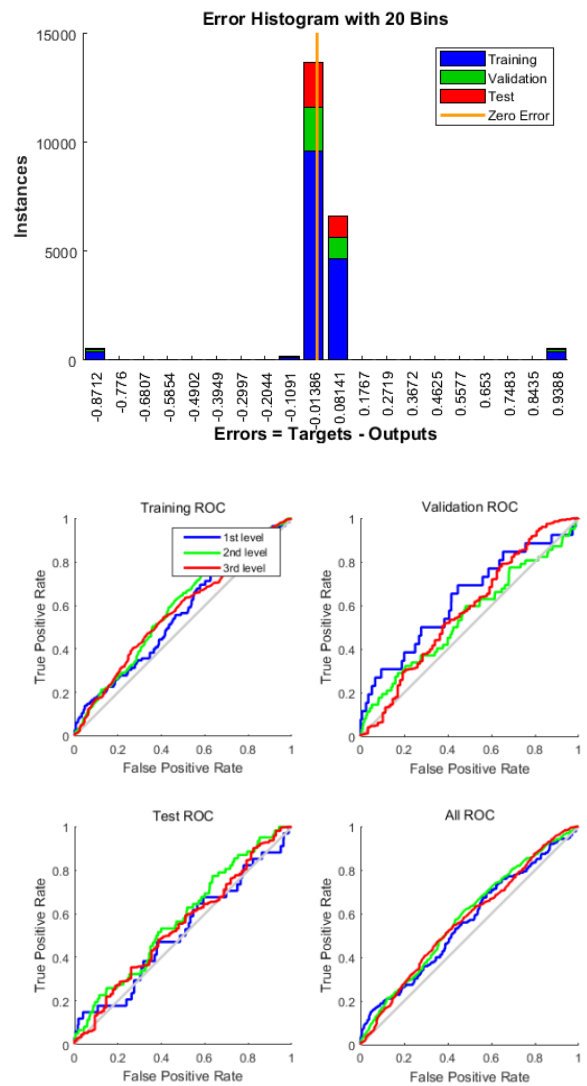 Error Histogram with 20 Bins
15000
10000
5000
0
Instances
Training
Validation
Test
Zero Error
-0.8712
-0.776
-0.6807
-0.5854
-0.4902
-0.3949
-0.2997
-0.2044
-0.1091
-0.01386
0.08141
0.1767
0.2719
0.3672
0.4625
0.5577
0.653
0.7483
0.8435
0.9388
Errors = Targets - Outputs
Training ROC
1
0.8
0.6
0.4
0.2
0
True Positive Rate
1st level
2nd level
3rd level
0 0.2 0.4 0.6 0.8 1
False Positive Rate
Validation ROC
1
0.8
0.6
0.4
0.2
0
True Positive Rate
0 0.2 0.4 0.6 0.8 1
False Positive Rate
Test ROC
1
0.8
0.6
0.4
0.2
0
True Positive Rate
0 0.2 0.4 0.6 0.8 1
False Positive Rate
All ROC
1
0.8
0.6
0.4
0.2
0
True Positive Rate
0 0.2 0.4 0.6 0.8 1
False Positive Rate